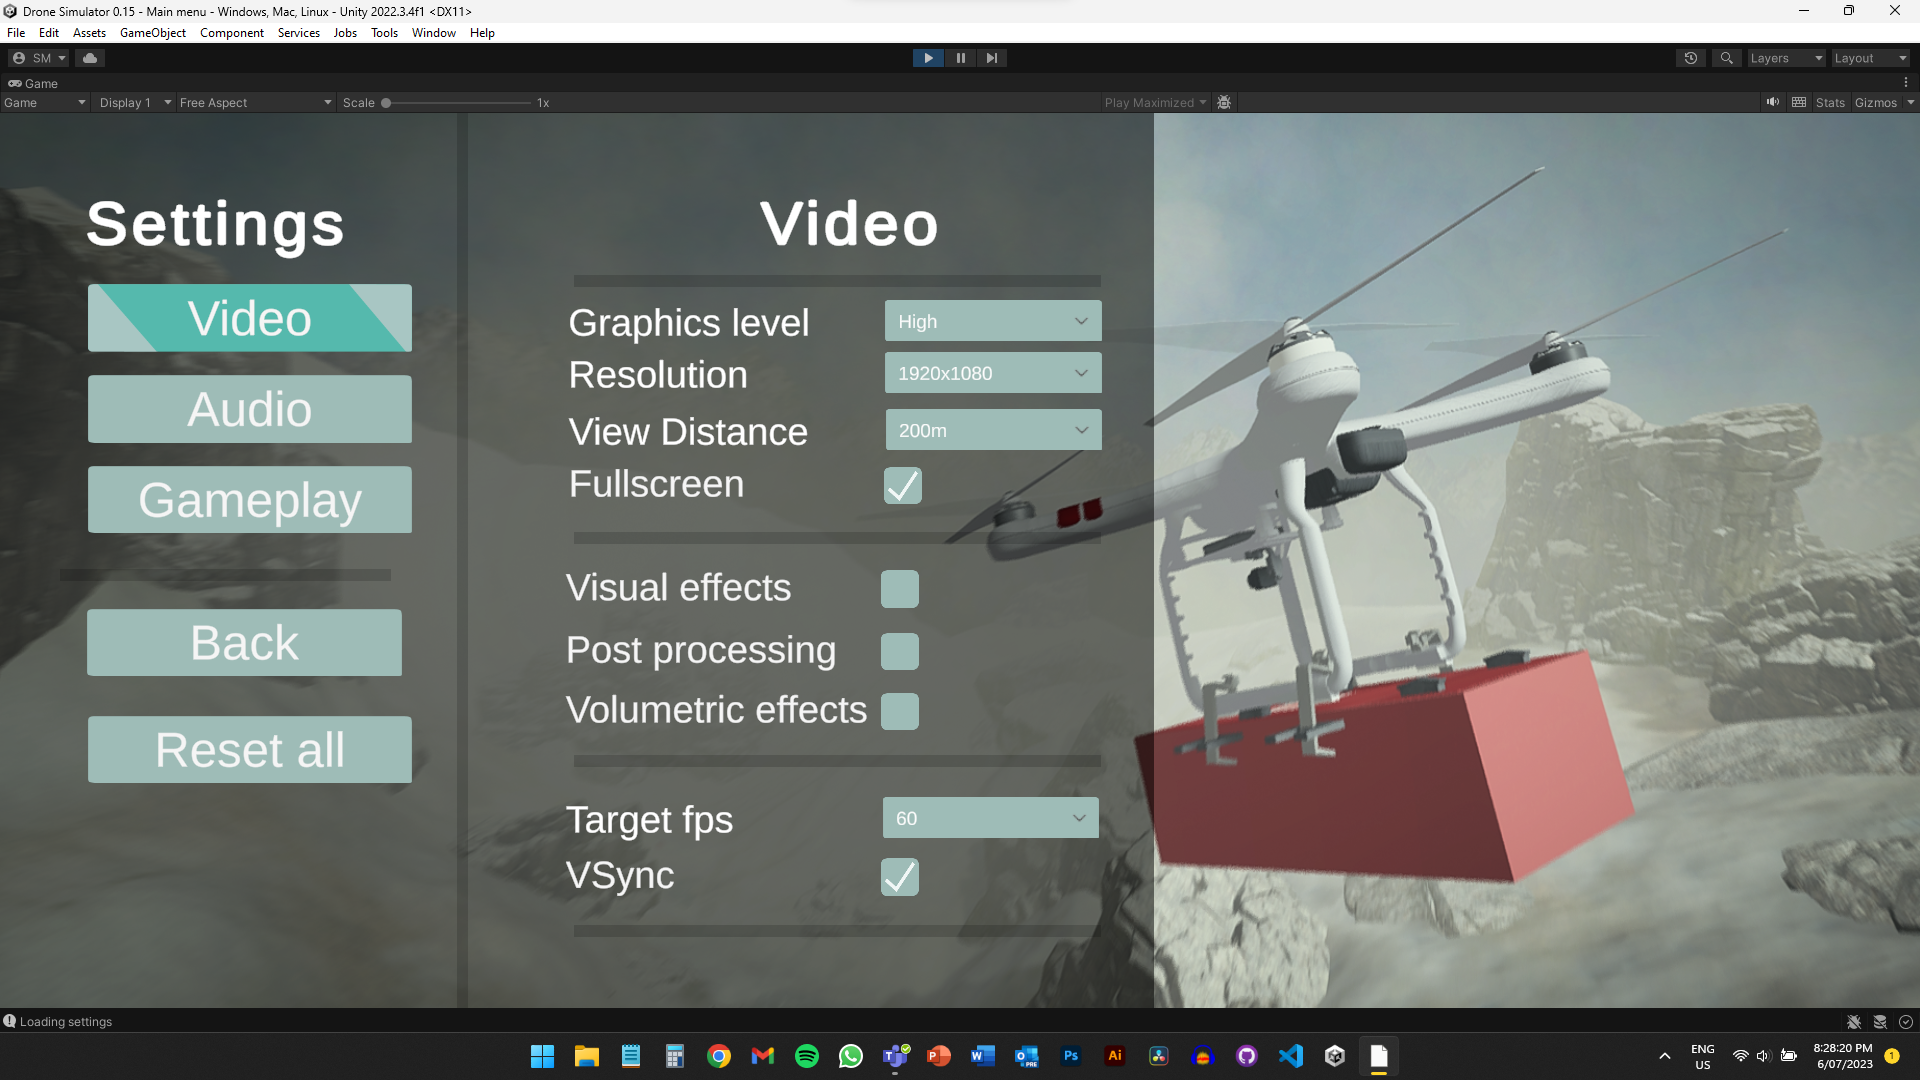 Drone Simulator 0.15 - Main menu - Windows, Mac, Linux - Unity 2022.3.4f1 <DX11>
File Edit Assets GameObject Component Services Jobs Tools Window Help
SM Layers Layout
Game
Game Display 1 Free Aspect Scale 1x Play Maximized Stats Gizmos
Settings
Video
Audio
Gameplay
Back
Reset all
Video
Graphics level High
Resolution 1920x1080
View Distance 200m
Fullscreen
Visual effects
Post processing
Volumetric effects
Target fps 60
VSync
Loading settings
ENG
US
8:28:20 PM
6/07/2023
1
Ps
Ai
PRE